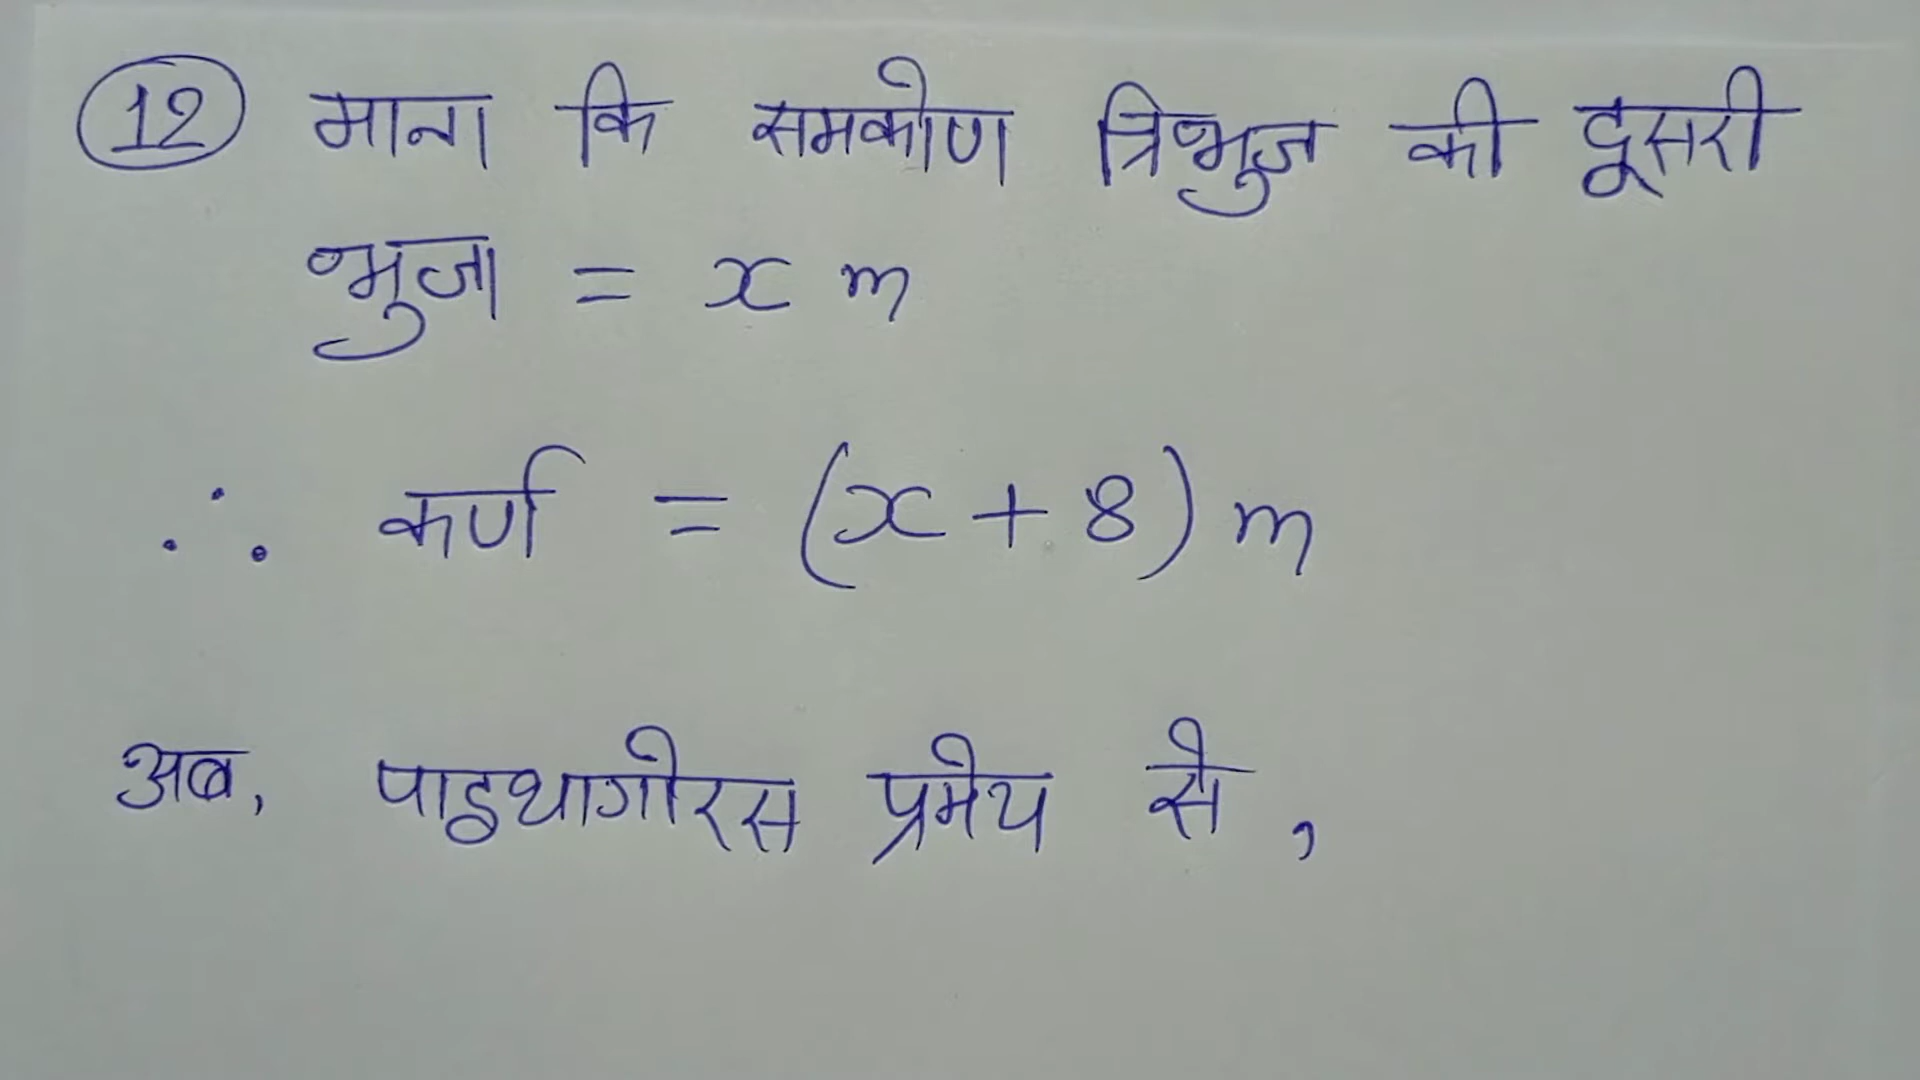 12 माना कि समकोण त्रिभुज की दूसरी
भुजा = x m
∴ कर्ण = (x + 8) m
अब, पाइथागोरस प्रमेय से ,